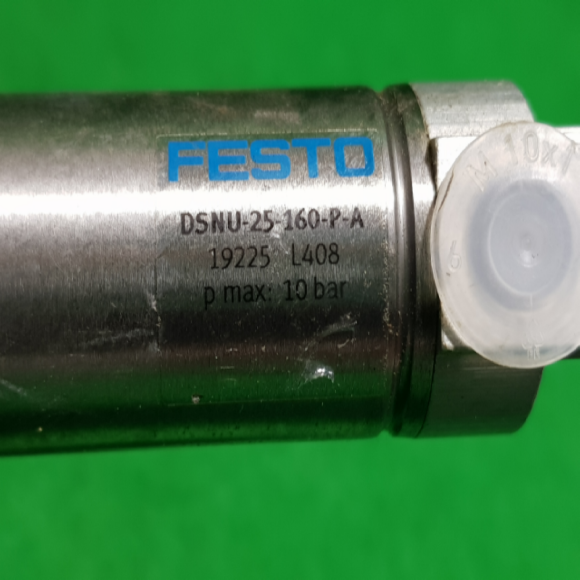 FESTO
DSNU-25-160-P-A
19225 L408
p max: 10 bar
M 10x1